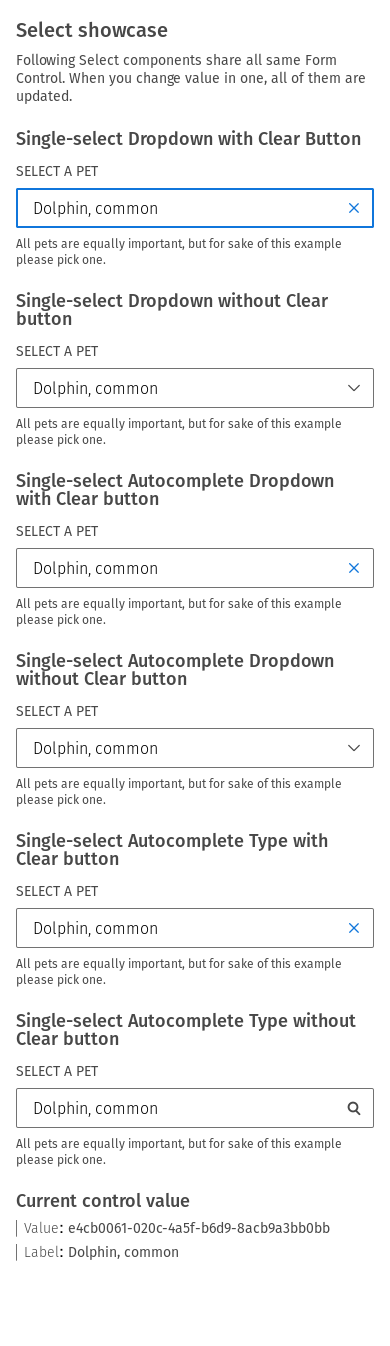 Select showcase
Following Select components share all same Form
Control. When you change value in one, all of them are
updated.
Single-select Dropdown with Clear Button
SELECT A PET
Dolphin, common
All pets are equally important, but for sake of this example
please pick one.
Single-select Dropdown without Clear
button
SELECT A PET
Dolphin, common
All pets are equally important, but for sake of this example
please pick one.
Single-select Autocomplete Dropdown
with Clear button
SELECT A PET
Dolphin, common
All pets are equally important, but for sake of this example
please pick one.
Single-select Autocomplete Dropdown
without Clear button
SELECT A PET
Dolphin, common
All pets are equally important, but for sake of this example
please pick one.
Single-select Autocomplete Type with
Clear button
SELECT A PET
Dolphin, common
All pets are equally important, but for sake of this example
please pick one.
Single-select Autocomplete Type without
Clear button
SELECT A PET
Dolphin, common
All pets are equally important, but for sake of this example
please pick one.
Current control value
Value: e4cb0061-020c-4a5f-b6d9-8acb9a3bb0bb
Label: Dolphin, common